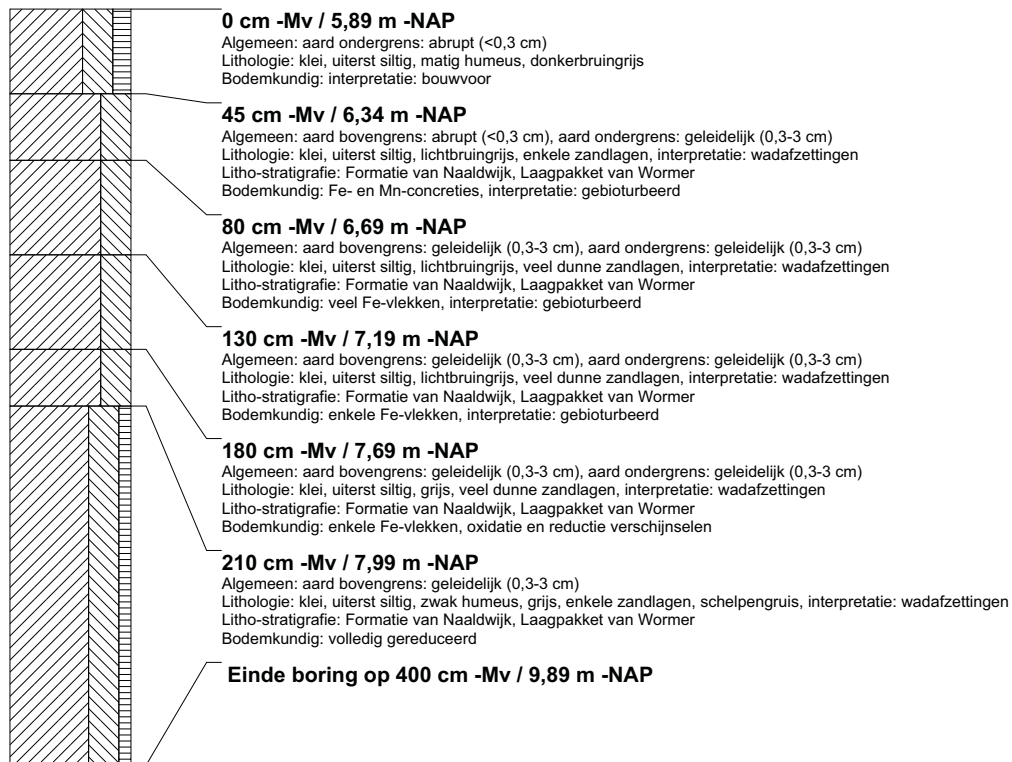 0 cm -Mv / 5,89 m -NAP
Algemeen: aard ondergrens: abrupt (<0,3 cm)
Lithologie: klei, uiterst siltig, matig humeus, donkerbruingrijs
Bodemkundig: interpretatie: bouwvoor
45 cm -Mv / 6,34 m -NAP
Algemeen: aard bovengrens: abrupt (<0,3 cm), aard ondergrens: geleidelijk (0,3-3 cm)
Lithologie: klei, uiterst siltig, lichtbruingrijs, enkele zandlagen, interpretatie: wadafzettingen
Litho-stratigrafie: Formatie van Naaldwijk, Laagpakket van Wormer
Bodemkundig: Fe- en Mn-concreties, interpretatie: gebioturbeerd
80 cm -Mv / 6,69 m -NAP
Algemeen: aard bovengrens: geleidelijk (0,3-3 cm), aard ondergrens: geleidelijk (0,3-3 cm)
Lithologie: klei, uiterst siltig, lichtbruingrijs, veel dunne zandlagen, interpretatie: wadafzettingen
Litho-stratigrafie: Formatie van Naaldwijk, Laagpakket van Wormer
Bodemkundig: veel Fe-vlekken, interpretatie: gebioturbeerd
130 cm -Mv / 7,19 m -NAP
Algemeen: aard bovengrens: geleidelijk (0,3-3 cm), aard ondergrens: geleidelijk (0,3-3 cm)
Lithologie: klei, uiterst siltig, lichtbruingrijs, veel dunne zandlagen, interpretatie: wadafzettingen
Litho-stratigrafie: Formatie van Naaldwijk, Laagpakket van Wormer
Bodemkundig: enkele Fe-vlekken, interpretatie: gebioturbeerd
180 cm -Mv / 7,69 m -NAP
Algemeen: aard bovengrens: geleidelijk (0,3-3 cm), aard ondergrens: geleidelijk (0,3-3 cm)
Lithologie: klei, uiterst siltig, grijs, veel dunne zandlagen, interpretatie: wadafzettingen
Litho-stratigrafie: Formatie van Naaldwijk, Laagpakket van Wormer
Bodemkundig: enkele Fe-vlekken, oxidatie en reductie verschijnselen
210 cm -Mv / 7,99 m -NAP
Algemeen: aard bovengrens: geleidelijk (0,3-3 cm)
Lithologie: klei, uiterst siltig, zwak humeus, grijs, enkele zandlagen, schelpengruis, interpretatie: wadafzettingen
Litho-stratigrafie: Formatie van Naaldwijk, Laagpakket van Wormer
Bodemkundig: volledig gereduceerd
Einde boring op 400 cm -Mv / 9,89 m -NAP